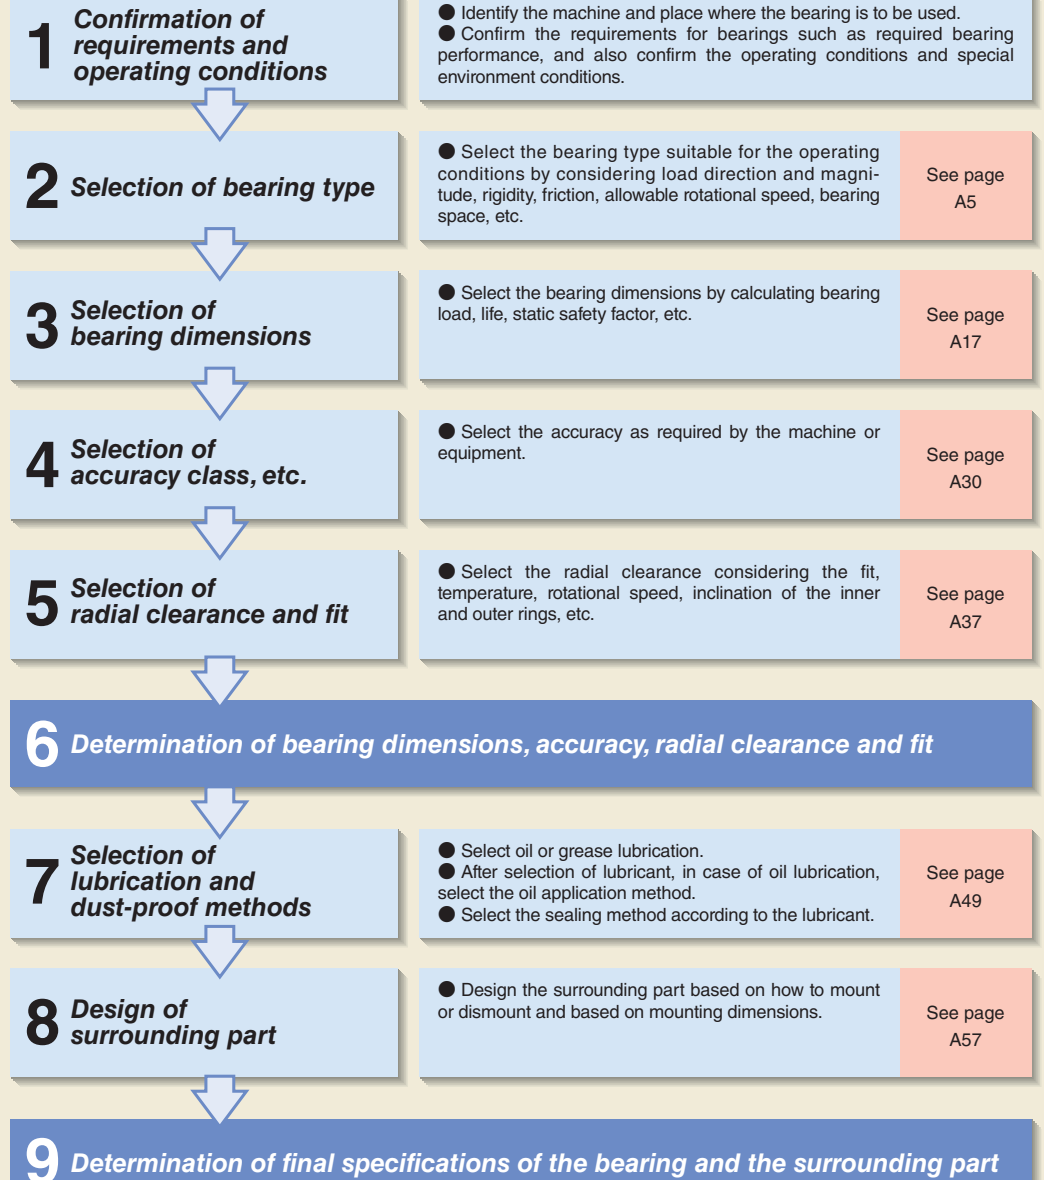 1
Confirmation of
requirements and
operating conditions
● Identify the machine and place where the bearing is to be used.
● Confirm the requirements for bearings such as required bearing
performance, and also confirm the operating conditions and special
environment conditions.
2 Selection of bearing type
● Select the bearing type suitable for the operating
conditions by considering load direction and magni-
tude, rigidity, friction, allowable rotational speed, bearing
space, etc.
See page
A5
3
Selection of
bearing dimensions
● Select the bearing dimensions by calculating bearing
load, life, static safety factor, etc.
See page
A17
4
Selection of
accuracy class, etc.
● Select the accuracy as required by the machine or
equipment.
See page
A30
5
Selection of
radial clearance and fit
● Select the radial clearance considering the fit,
temperature, rotational speed, inclination of the inner
and outer rings, etc.
See page
A37
6 Determination of bearing dimensions, accuracy, radial clearance and fit
7
Selection of
lubrication and
dust-proof methods
● Select oil or grease lubrication.
● After selection of lubricant, in case of oil lubrication,
select the oil application method.
● Select the sealing method according to the lubricant.
See page
A49
8
Design of
surrounding part
● Design the surrounding part based on how to mount
or dismount and based on mounting dimensions.
See page
A57
9 Determination of final specifications of the bearing and the surrounding part